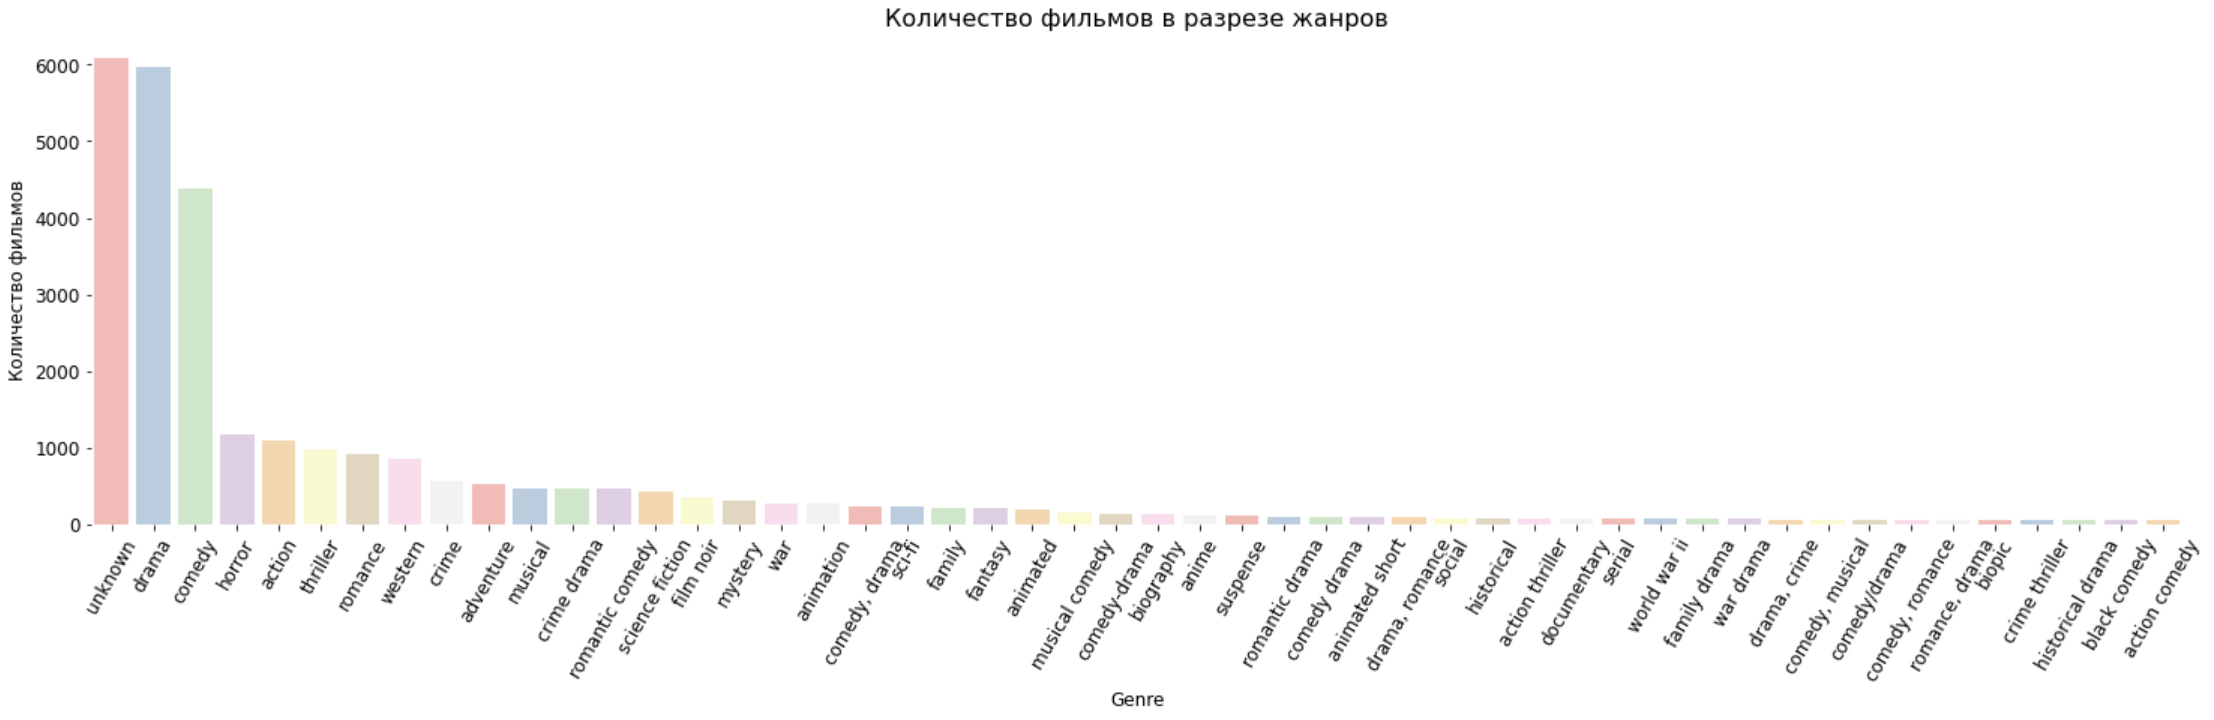 Количество фильмов в разрезе жанров
Количество фильмов
6000
5000
4000
3000
2000
1000
0
unknown
drama
comedy
horror
action
thriller
romance
western
crime
adventure
musical
crime drama
romantic comedy
science fiction
film noir
mystery
war
animation
comedy, drama
sci-fi
family
fantasy
animated
musical comedy
comedy-drama
biography
anime
suspense
romantic drama
comedy drama
animated short
drama, romance
social
historical
action thriller
documentary
serial
world war ii
family drama
war drama
drama, crime
comedy, musical
comedy/drama
comedy, romance
romance, drama
biopic
crime thriller
historical drama
black comedy
action comedy
Genre